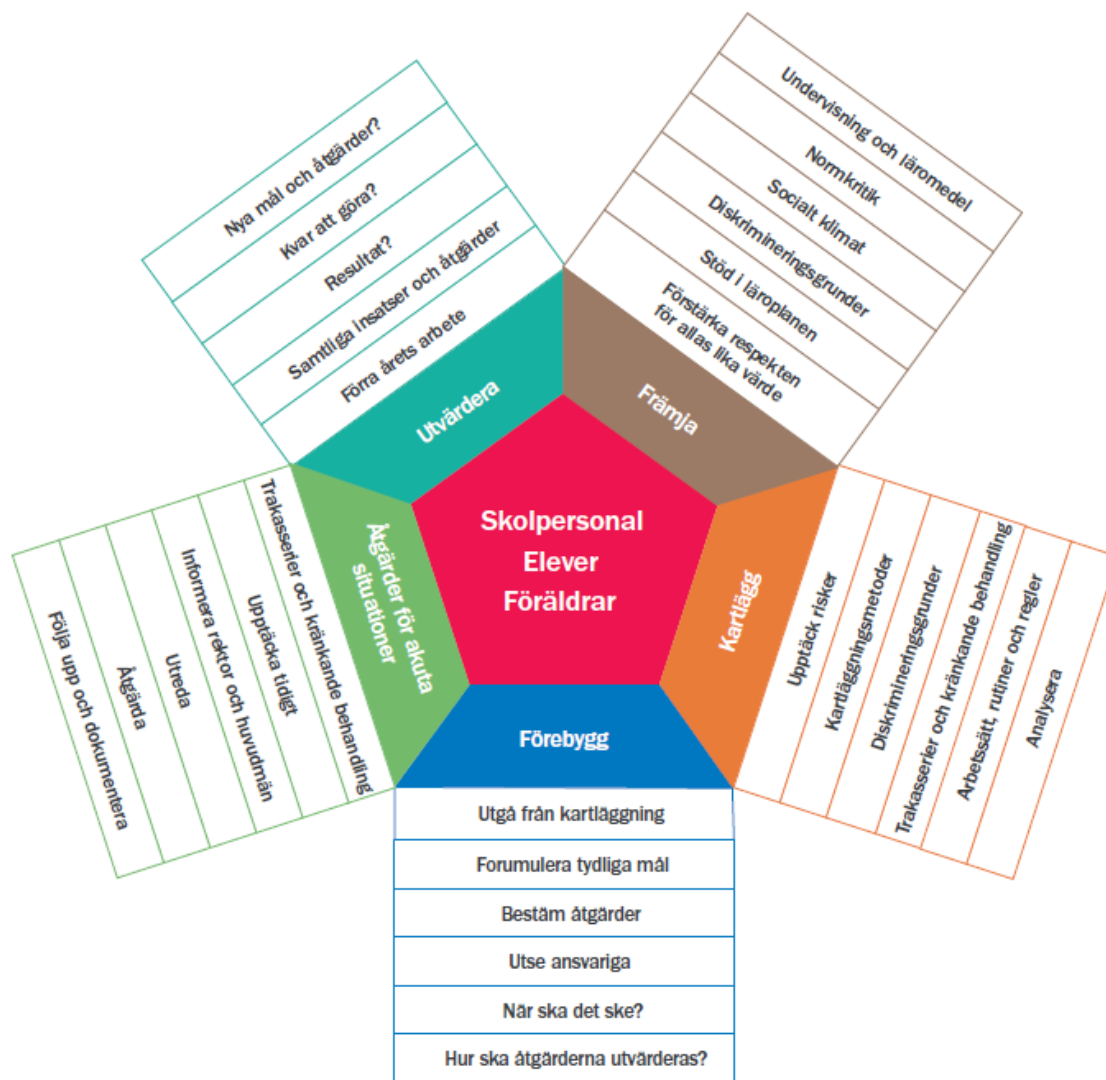 Skolpersonal
Elever
Föräldrar
Främja
Förstärka respekten
för allas lika värde
Stöd i läroplanen
Diskrimineringsgrunder
Socialt klimat
Normkritik
Undervisning och läromedel
Kartlägg
Upptäck risker
Kartläggningsmetoder
Diskrimineringsgrunder
Trakasserier och kränkande behandling
Arbetssätt, rutiner och regler
Analysera
Förebygg
Utgå från kartläggning
Forumulera tydliga mål
Bestäm åtgärder
Utse ansvariga
När ska det ske?
Hur ska åtgärderna utvärderas?
Åtgärder för akuta
situationer
Trakasserier och kränkande behandling
Upptäcka tidigt
Informera rektor och huvudmän
Utreda
Åtgärda
Följa upp och dokumentera
Utvärdera
Förra årets arbete
Samtliga insatser och åtgärder
Resultat?
Kvar att göra?
Nya mål och åtgärder?